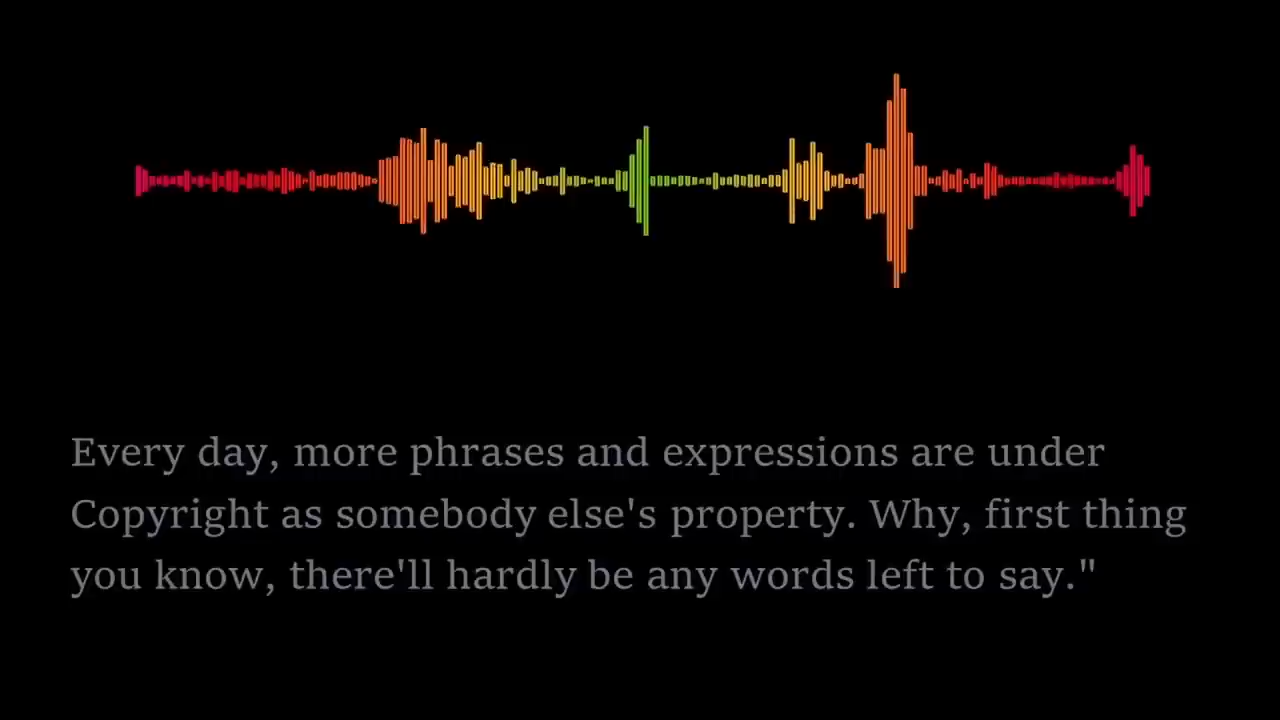 Every day, more phrases and expressions are under
Copyright as somebody else's property. Why, first thing
you know, there'll hardly be any words left to say."